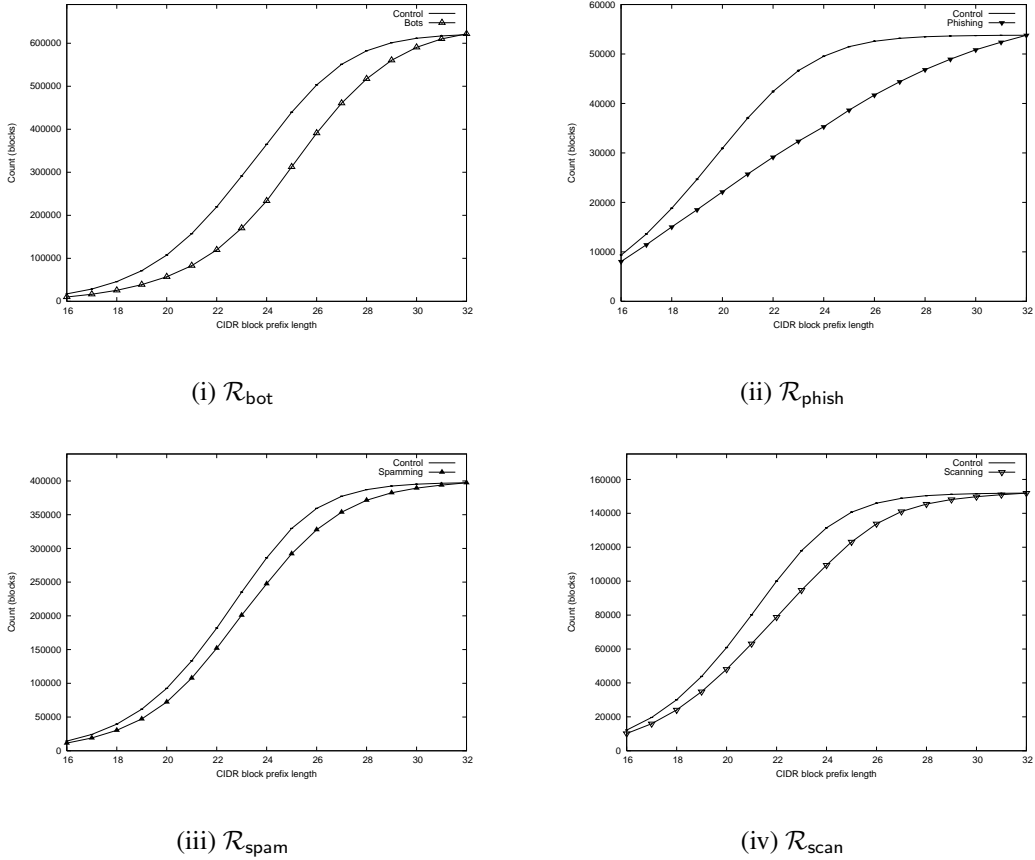 Control
Bots
Count (blocks)
600000
500000
400000
300000
200000
100000
0
16 18 20 22 24 26 28 30 32
CIDR block prefix length
(i) R_bot
Control
Phishing
Count (blocks)
60000
50000
40000
30000
20000
10000
0
16 18 20 22 24 26 28 30 32
CIDR block prefix length
(ii) R_phish
Control
Spamming
Count (blocks)
400000
350000
300000
250000
200000
150000
100000
50000
0
16 18 20 22 24 26 28 30 32
CIDR block prefix length
(iii) R_spam
Control
Scanning
Count (blocks)
160000
140000
120000
100000
80000
60000
40000
20000
0
16 18 20 22 24 26 28 30 32
CIDR block prefix length
(iv) R_scan